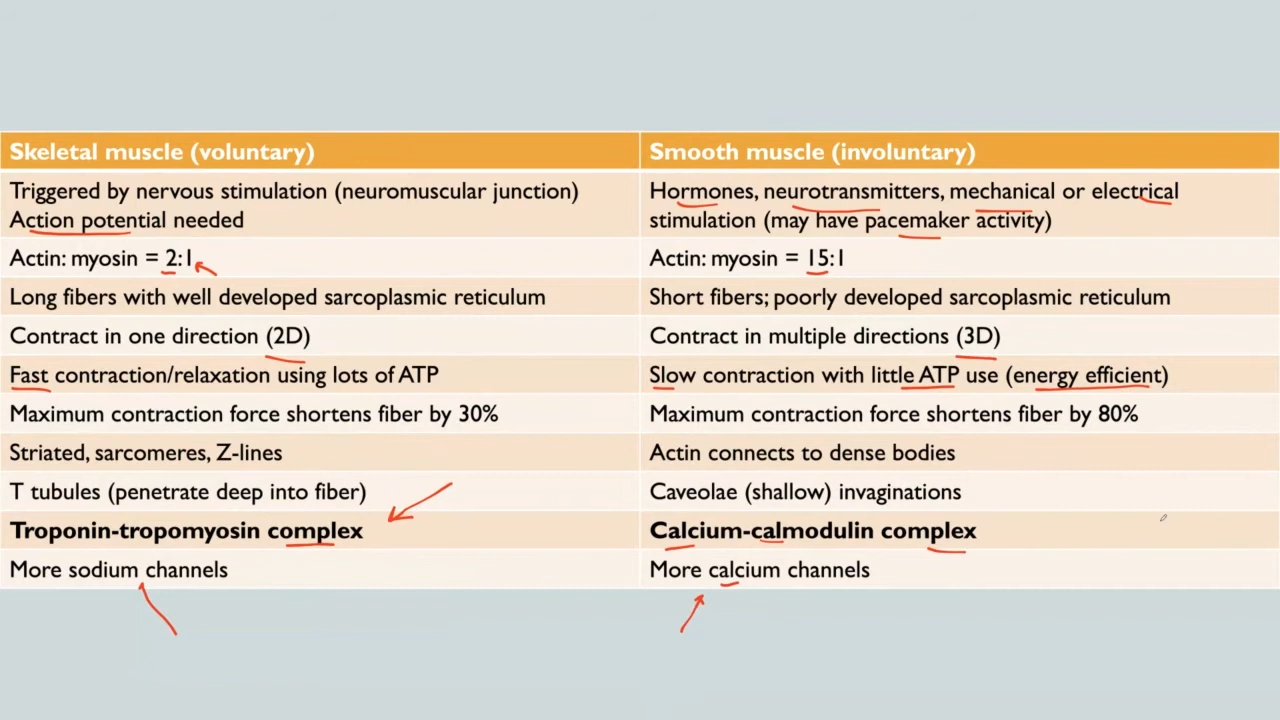 Skeletal muscle (voluntary)
Smooth muscle (involuntary)
Triggered by nervous stimulation (neuromuscular junction)
Action potential needed
Hormones, neurotransmitters, mechanical or electrical
stimulation (may have pacemaker activity)
Actin: myosin = 2:1
Actin: myosin = 15:1
Long fibers with well developed sarcoplasmic reticulum
Short fibers; poorly developed sarcoplasmic reticulum
Contract in one direction (2D)
Contract in multiple directions (3D)
Fast contraction/relaxation using lots of ATP
Slow contraction with little ATP use (energy efficient)
Maximum contraction force shortens fiber by 30%
Maximum contraction force shortens fiber by 80%
Striated, sarcomeres, Z-lines
Actin connects to dense bodies
T tubules (penetrate deep into fiber)
Caveolae (shallow) invaginations
Troponin-tropomyosin complex
Calcium-calmodulin complex
More sodium channels
More calcium channels